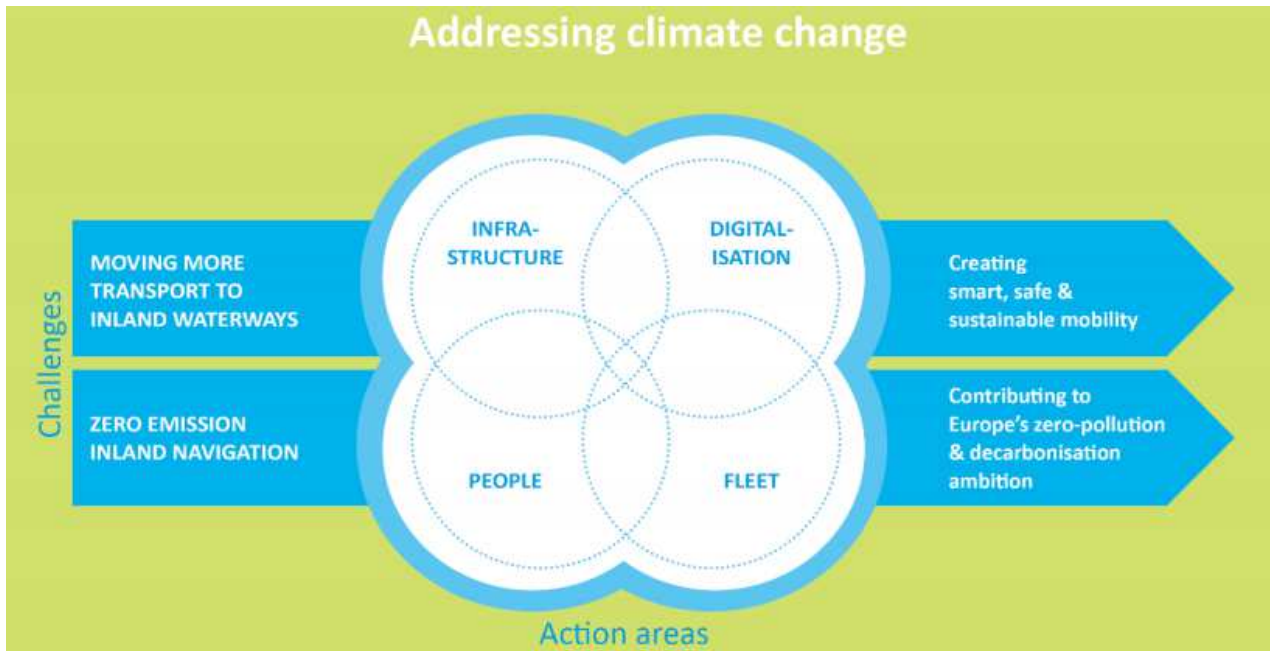 Addressing climate change
Challenges
MOVING MORE
TRANSPORT TO
INLAND WATERWAYS
ZERO EMISSION
INLAND NAVIGATION
INFRA-
STRUCTURE
DIGITAL-
ISATION
PEOPLE
FLEET
Creating
smart, safe &
sustainable mobility
Contributing to
Europe's zero-pollution
& decarbonisation
ambition
Action areas